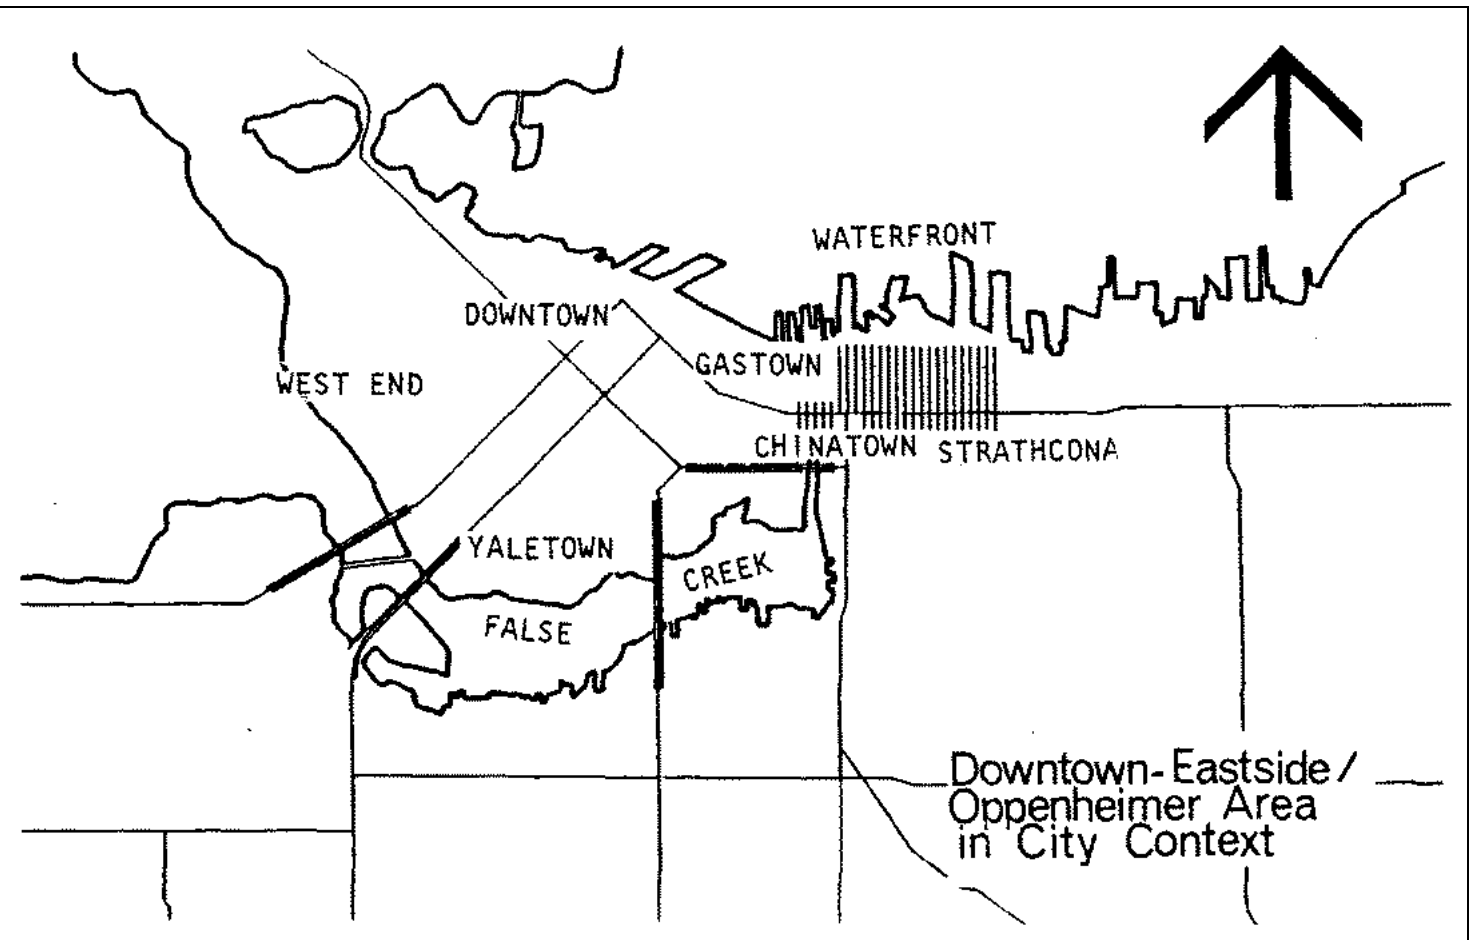 WATERFRONT
DOWNTOWN
GASTOWN
WEST END
CHINATOWN
STRATHCONA
YALETOWN
CREEK
FALSE
Downtown-Eastside/
Oppenheimer Area
in City Context